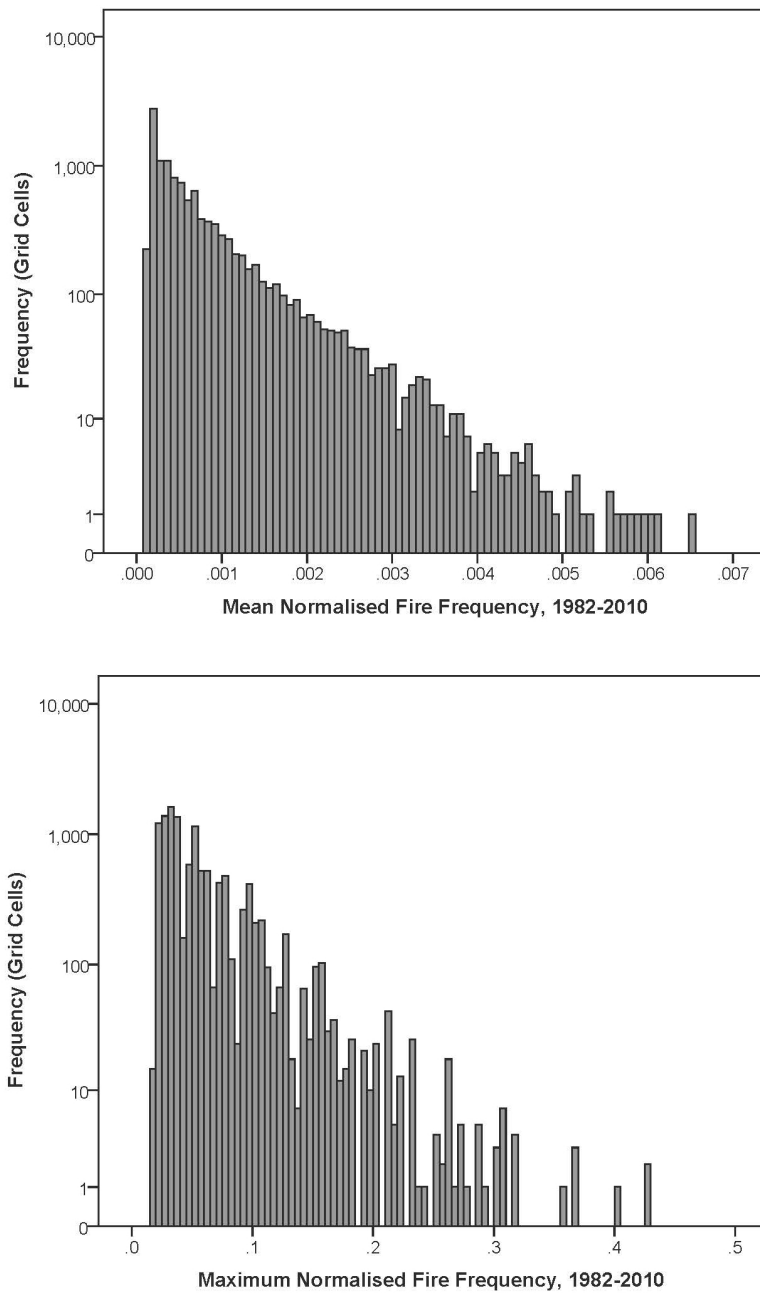 10,000
1,000
100
10
1
0
Frequency (Grid Cells)
.000 .001 .002 .003 .004 .005 .006 .007
Mean Normalised Fire Frequency, 1982-2010
10,000
1,000
100
10
1
0
Frequency (Grid Cells)
.0 .1 .2 .3 .4 .5
Maximum Normalised Fire Frequency, 1982-2010